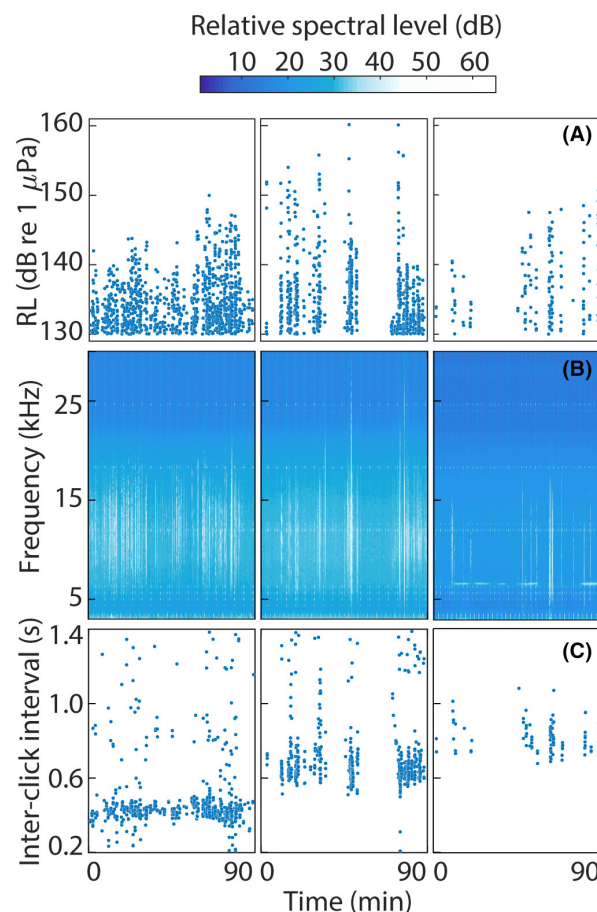 Relative spectral level (dB)
10 20 30 40 50 60
(A)
RL (dB re 1 µPa)
160
150
140
130
(B)
Frequency (kHz)
25
15
5
(C)
Inter-click interval (s)
1.4
1.0
0.6
0.2
0 90 0 90 0 90
Time (min)